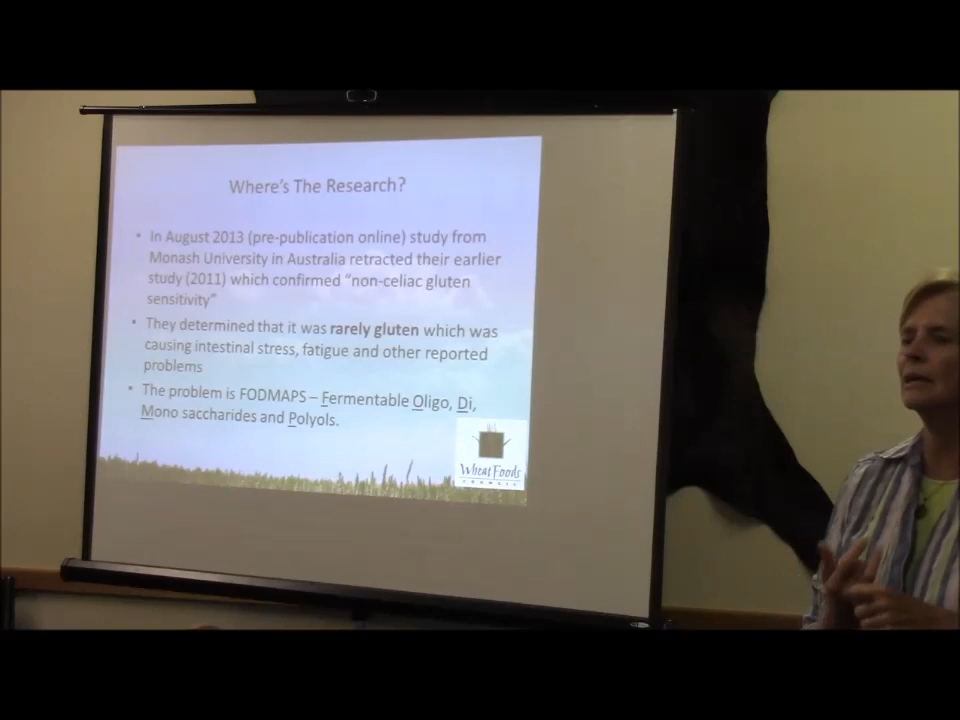 Where's The Research?
• In August 2013 (pre-publication online) study from
Monash University in Australia retracted their earlier
study (2011) which confirmed "non-celiac gluten
sensitivity"
• They determined that it was rarely gluten which was
causing intestinal stress, fatigue and other reported
problems
• The problem is FODMAPS – Fermentable Oligo, Di,
Mono saccharides and Polyols.
Wheat Foods
COUNCIL